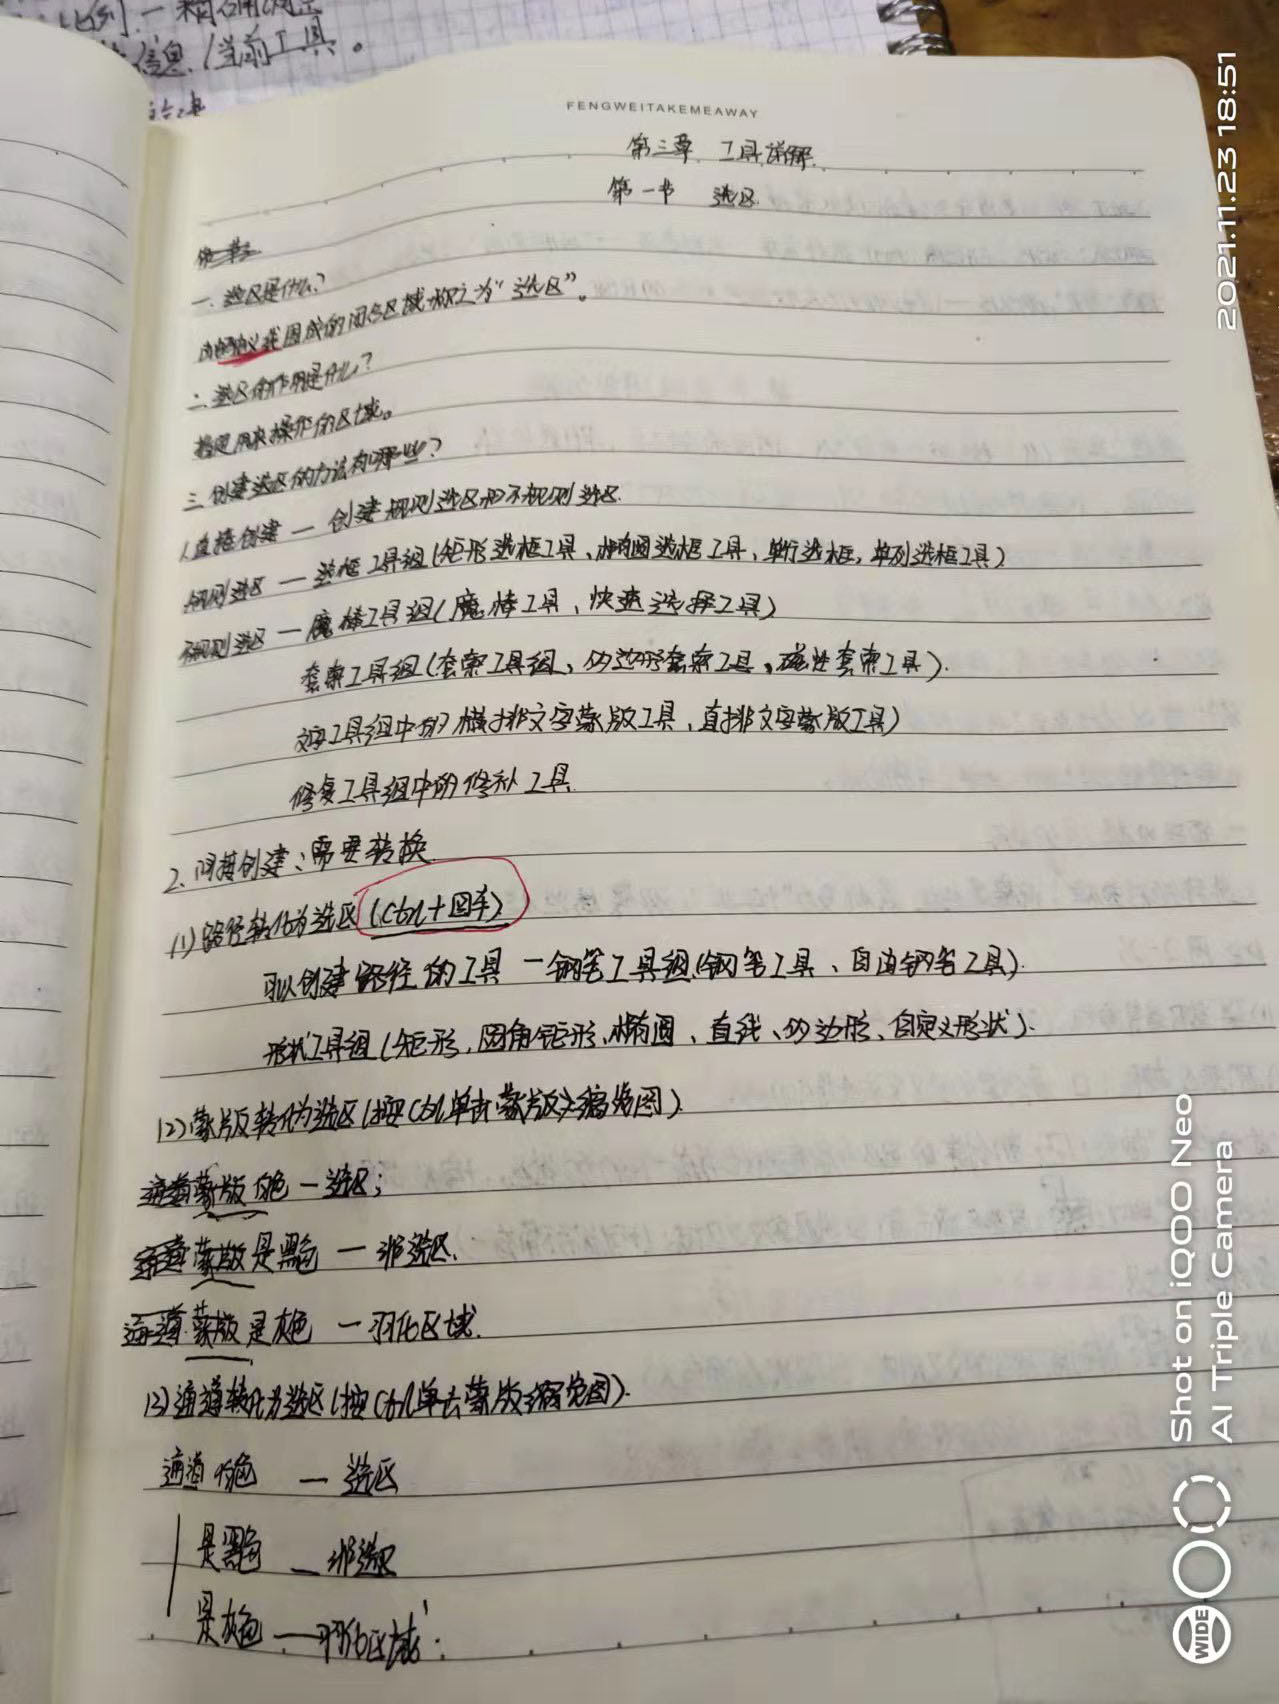 信息（当前工具。
FENGWEITAKEMEAWAY
第三章 工具详解.
第一节 选区.
一、选区是什么？
由蚂蚁线围成的闭合区域称之为“选区”。
二、选区的作用是什么？
指定用来操作的区域。
三、创建选区的方法有哪些？
1.直接创建 — 创建规则选区和不规则选区.
规则选区 — 选框工具组(矩形选框工具、椭圆选框工具、单行选框，单列选框工具)
不规则选区 — 魔棒工具组(魔棒工具、快速选择工具)
套索工具组(套索工具组、多边形套索工具、磁性套索工具).
文字工具组中的)横排文字蒙版工具、直排文字蒙版工具)
修复工具组中的修补工具.
2.间接创建：需要转换.
(1)路径转化为选区(Ctrl+回车)
可以创建路径的工具 —钢笔工具组(钢笔工具、自由钢笔工具).
形状工具组(矩形，圆角矩形、椭圆、直线、多边形、自定义形状).
(2)蒙版转化为选区(按Ctrl单击蒙版缩览图)
通道蒙版白色 — 选区；
通道蒙版是黑色 — 非选区.
通道蒙版是灰色 — 羽化区域.
(3)通道转化为选区(按Ctrl单击蒙版缩览图).
通道白色 — 选区
是黑色 — 非选区
是灰色 — 羽化区域.
2021.11.23 18:51
Shot on iQOO Neo
AI Triple Camera
WIDE